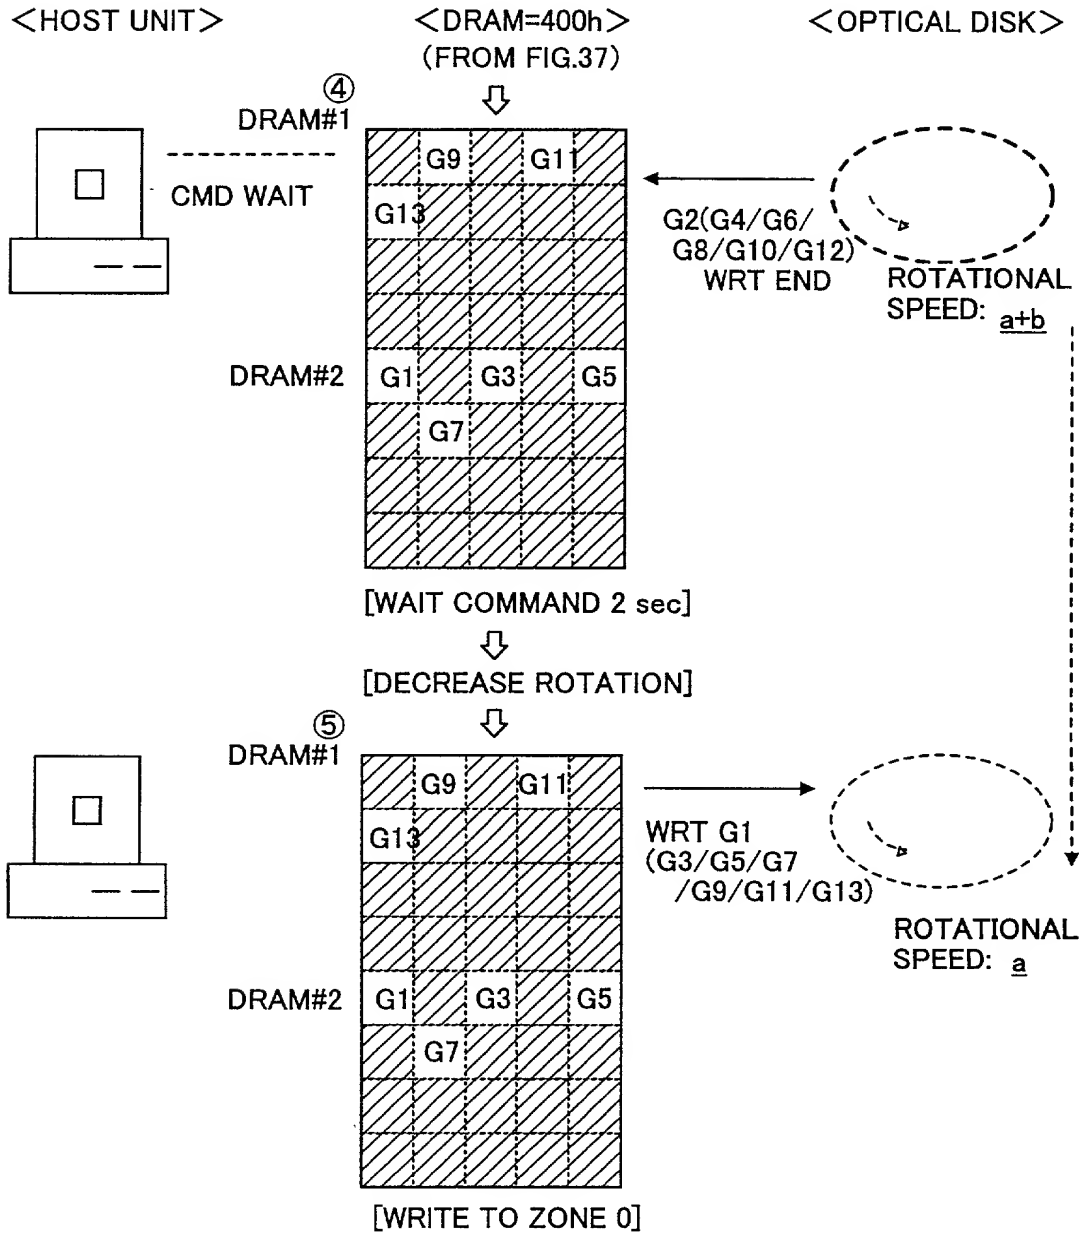 <HOST UNIT>
<DRAM=400h>
<OPTICAL DISK>
(FROM FIG.37)
④
DRAM#1
G9
G11
CMD WAIT
G13
G2(G4/G6/
G8/G10/G12)
WRT END
ROTATIONAL
SPEED: a+b
DRAM#2
G1
G3
G5
G7
[WAIT COMMAND 2 sec]
[DECREASE ROTATION]
⑤
DRAM#1
G9
G11
G13
WRT G1
(G3/G5/G7
/G9/G11/G13)
ROTATIONAL
SPEED: a
DRAM#2
G1
G3
G5
G7
[WRITE TO ZONE 0]